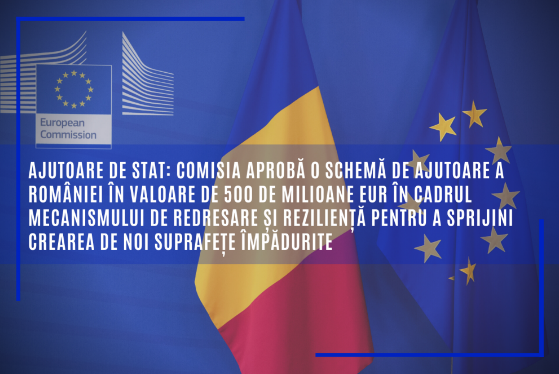 European
Commission
AJUTOARE DE STAT: COMISIA APROBĂ O SCHEMĂ DE AJUTOARE A
ROMÂNIEI ÎN VALOARE DE 500 DE MILIOANE EUR ÎN CADRUL
MECANISMULUI DE REDRESARE ȘI REZILIENȚĂ PENTRU A SPRIJINI
CREAREA DE NOI SUPRAFEȚE ÎMPĂDURITE